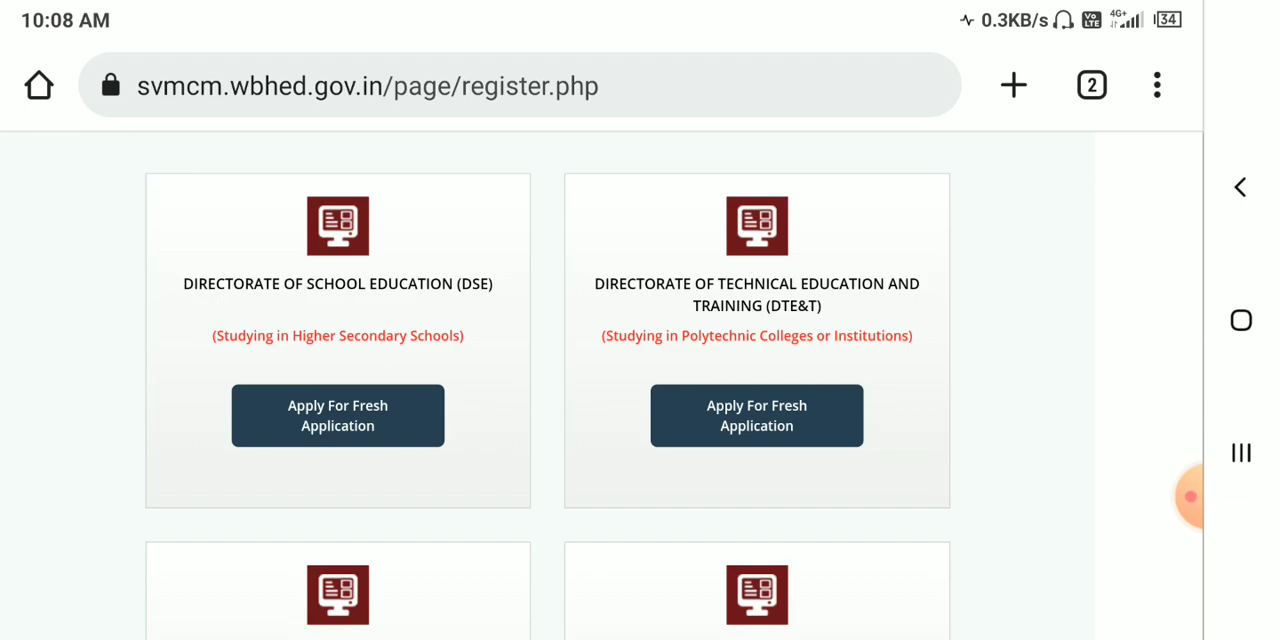 10:08 AM
0.3KB/s
Vo
LTE
4G+
34
svmcm.wbhed.gov.in/page/register.php
2
DIRECTORATE OF SCHOOL EDUCATION (DSE)
(Studying in Higher Secondary Schools)
Apply For Fresh
Application
DIRECTORATE OF TECHNICAL EDUCATION AND
TRAINING (DTE&T)
(Studying in Polytechnic Colleges or Institutions)
Apply For Fresh
Application